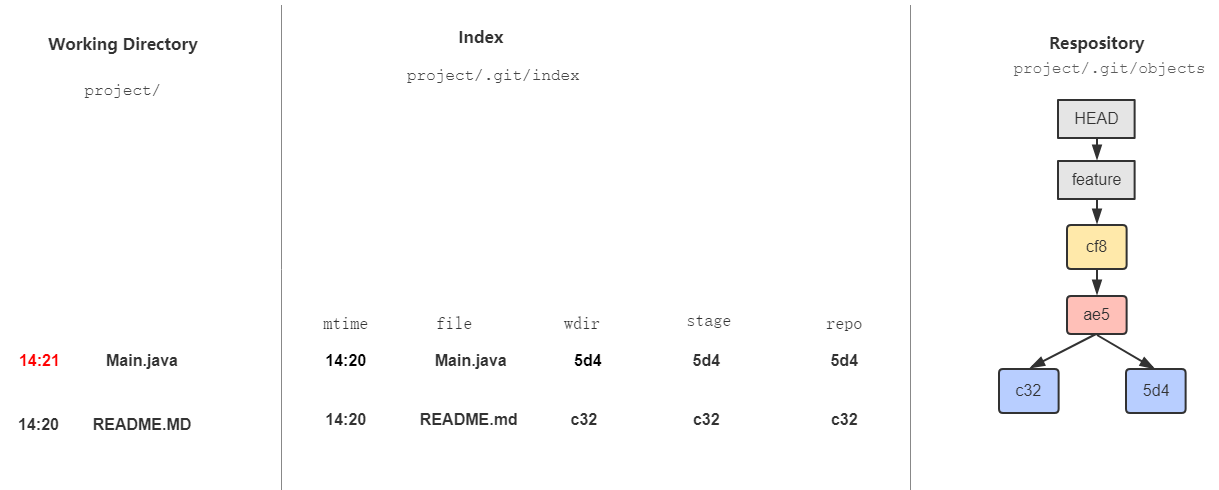 Working Directory
project/
14:21 Main.java
14:20 README.MD
Index
project/.git/index
mtime file wdir stage repo
14:20 Main.java 5d4 5d4 5d4
14:20 README.md c32 c32 c32
Respository
project/.git/objects
HEAD
feature
cf8
ae5
c32 5d4